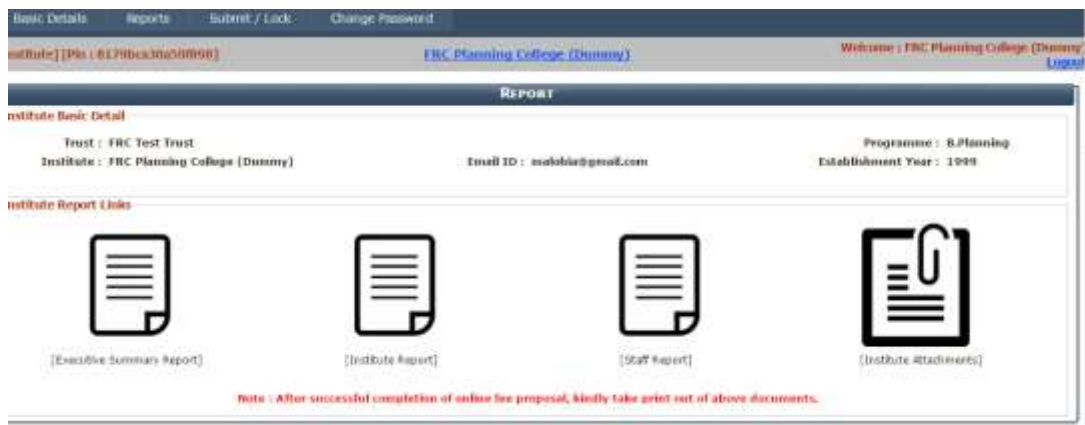 Basic Details Reports Submit / Lock Change Password
FRC Planning College (Dummy) Welcome : FRC Planning College (Dummy)
Logout
REPORT
Institute Basic Detail
Trust : FRC Test Trust Programme : B.Planning
Institute : FRC Planning College (Dummy) Email ID : Establishment Year : 1999
Institute Report Links
[Executive Summary Report] [Institute Report] [Staff Report] [Institute Attachments]
Note : After successful completion of online fee proposal, kindly take print out of above documents.